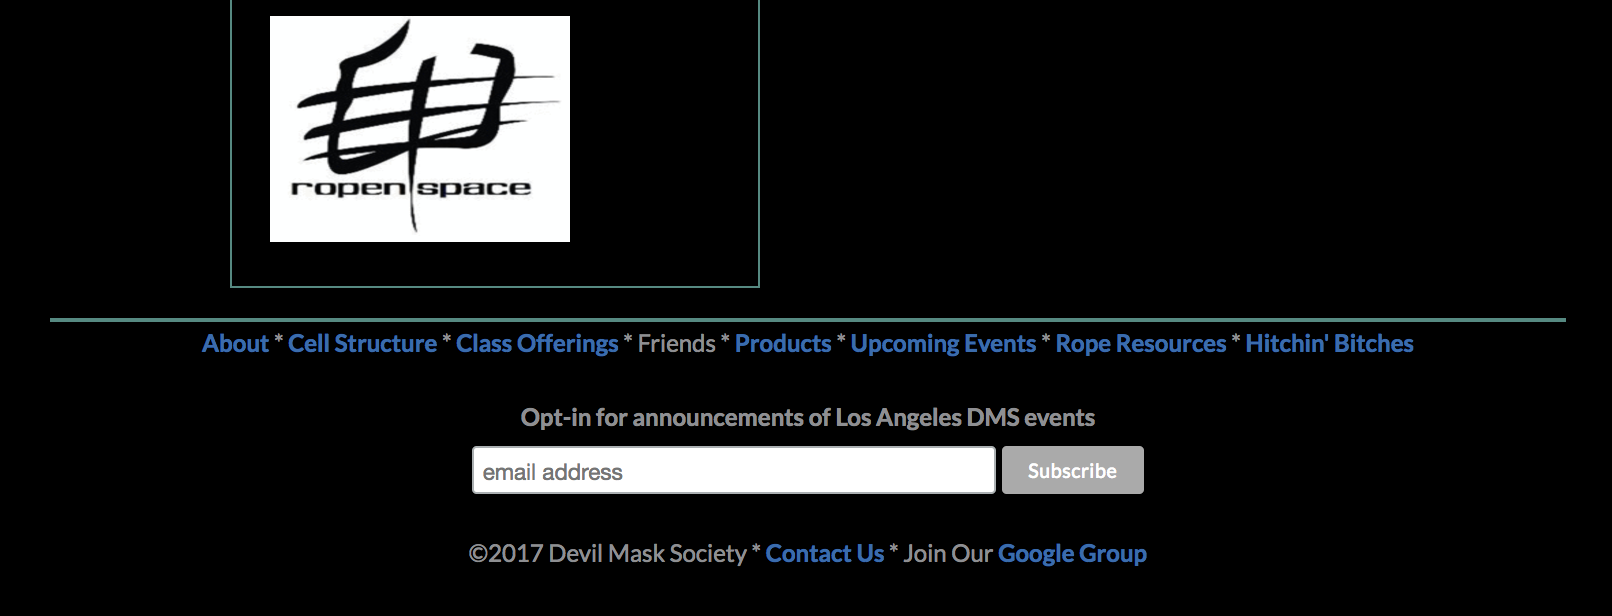 ropen space
About * Cell Structure * Class Offerings * Friends * Products * Upcoming Events * Rope Resources * Hitchin' Bitches
Opt-in for announcements of Los Angeles DMS events
email address Subscribe
©2017 Devil Mask Society * Contact Us * Join Our Google Group